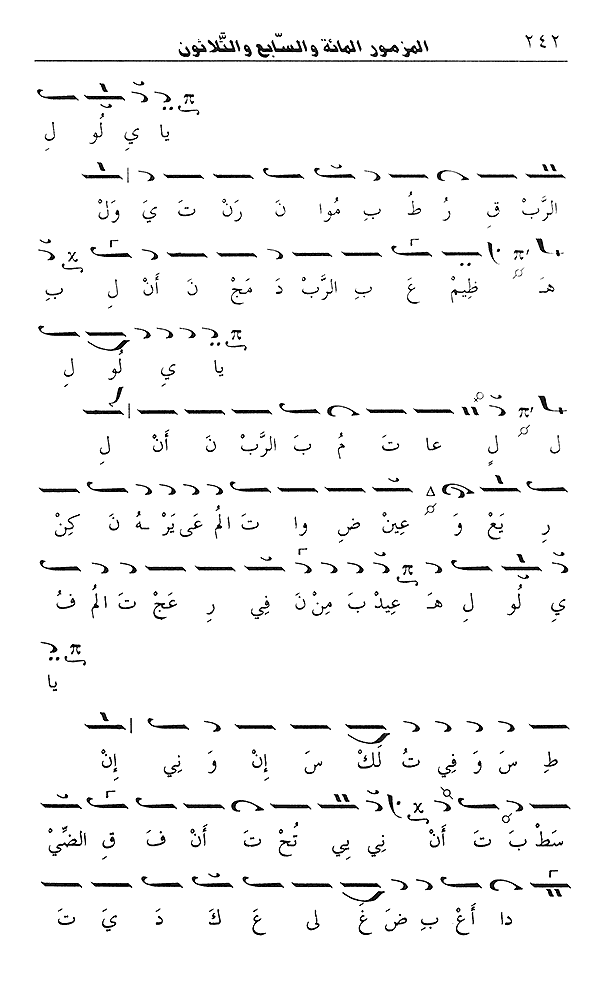 ٢٤٢ المزمور المائة والسّابع والثّلاثون
يا يِ لُو لِ
الرَّبْ قِ رُ طُ بِ مُوا نَ رَنْ تَ يَ وَلْ
هـَ ظِيمْ عَ بِ الرَّبْ دَ مَجْ نَ أَنْ لِ بِ
يا يِ لُو لِ
ل لٍ عا تَ مُ بَ الرَّبْ نَ أَنْ لِ
رِ يَعْ وَ عِينْ ضِ وا تَ الْمُ عَى يَرْ ـهُ نَ كِنْ
يِ لُو لِ هـَ عِيدْ بَ مِنْ نَ فِي رِ عَجْ تَ الْمُ فُ
يا
طِ سَ وَ فِي تُ لَكْ سَ إِنْ وَ نِي إِنْ
سَطْ بَ تَ أَنْ نِي يِي تُحْ تَ أَنْ فَ قِ الضِّيْ
دا أَعْ بِ ضَ غَ لى عَ كَ دَ يَ تَ